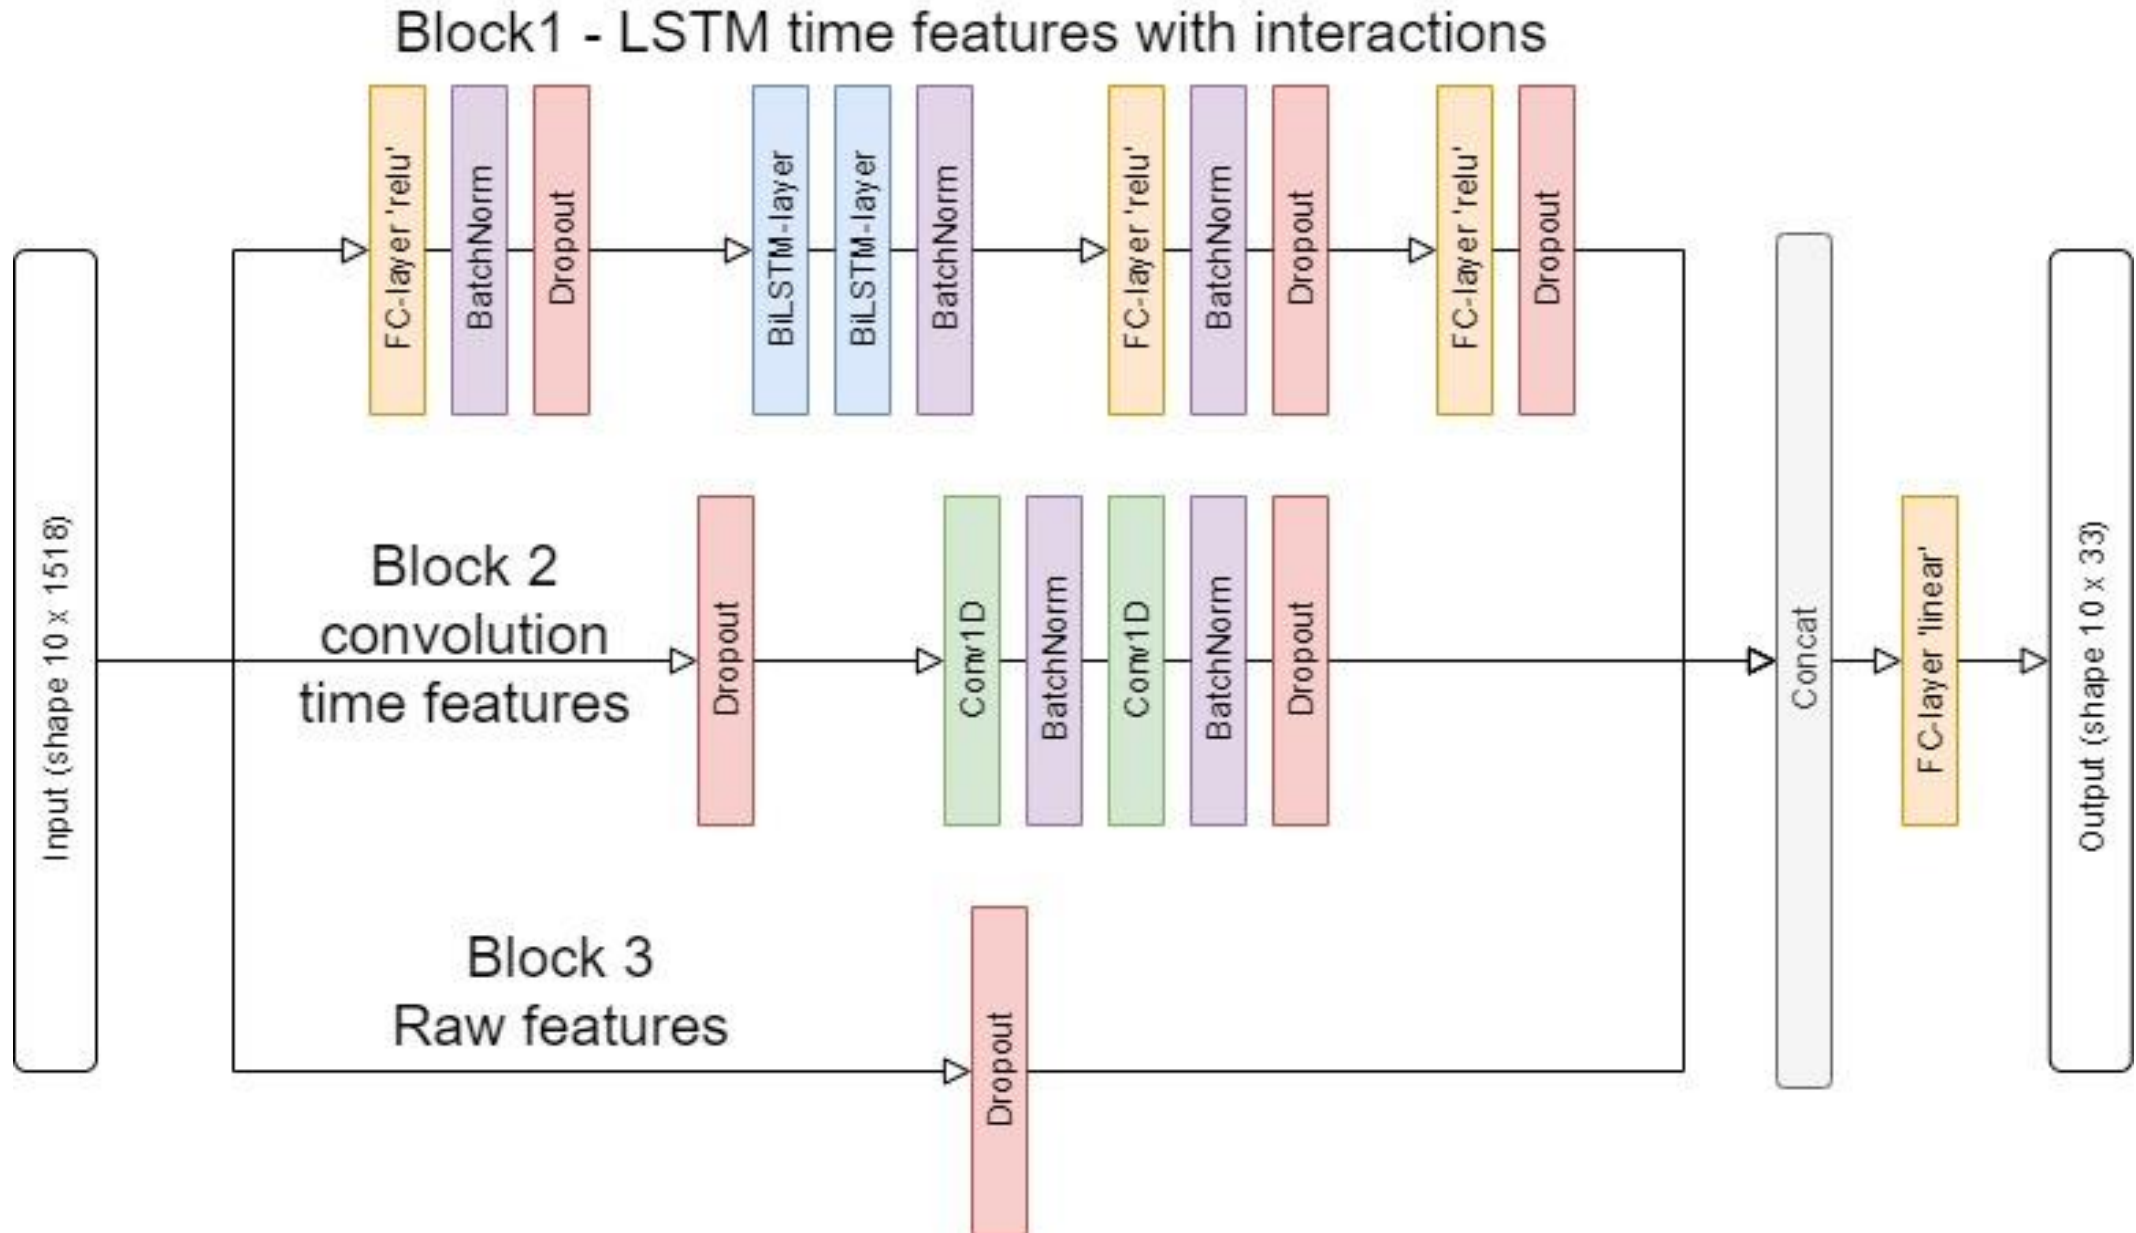 Block1 - LSTM time features with interactions
Input (shape 10 x 1518)
FC-layer 'relu'
BatchNorm
Dropout
BiLSTM-layer
BiLSTM-layer
BatchNorm
FC-layer 'relu'
BatchNorm
Dropout
FC-layer 'relu'
Dropout
Block 2
convolution
time features
Dropout
Conv1D
BatchNorm
Conv1D
BatchNorm
Dropout
Block 3
Raw features
Dropout
Concat
FC-layer 'linear'
Output (shape 10 x 33)